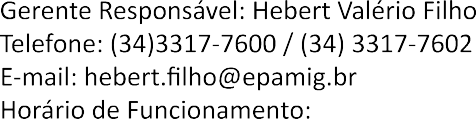 Gerente Responsável: Hebert Valério Filho
Telefone: (34)3317-7600 / (34) 3317-7602
E-mail: hebert.filho@epamig.br
Horário de Funcionamento: